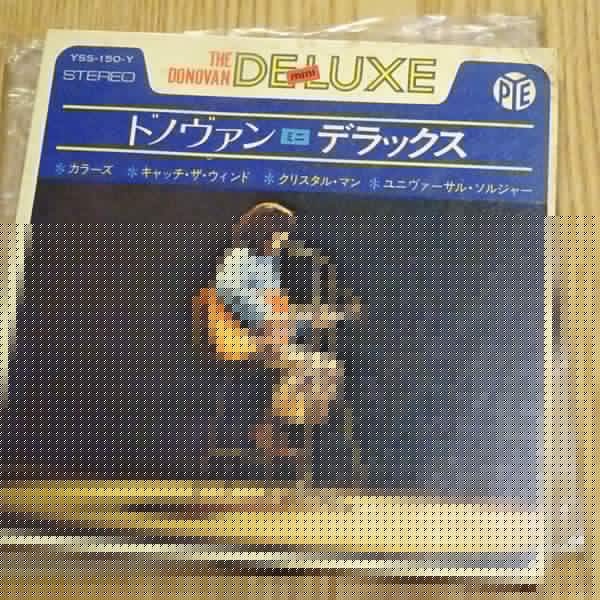 YSS-150-Y
STEREO
THE DONOVAN
DELUXE
mini
PYE
ドノヴァン ミニ デラックス
＊カラーズ ＊キャッチ・ザ・ウィンド ＊クリスタル・マン ＊ユニヴァーサル・ソルジャー